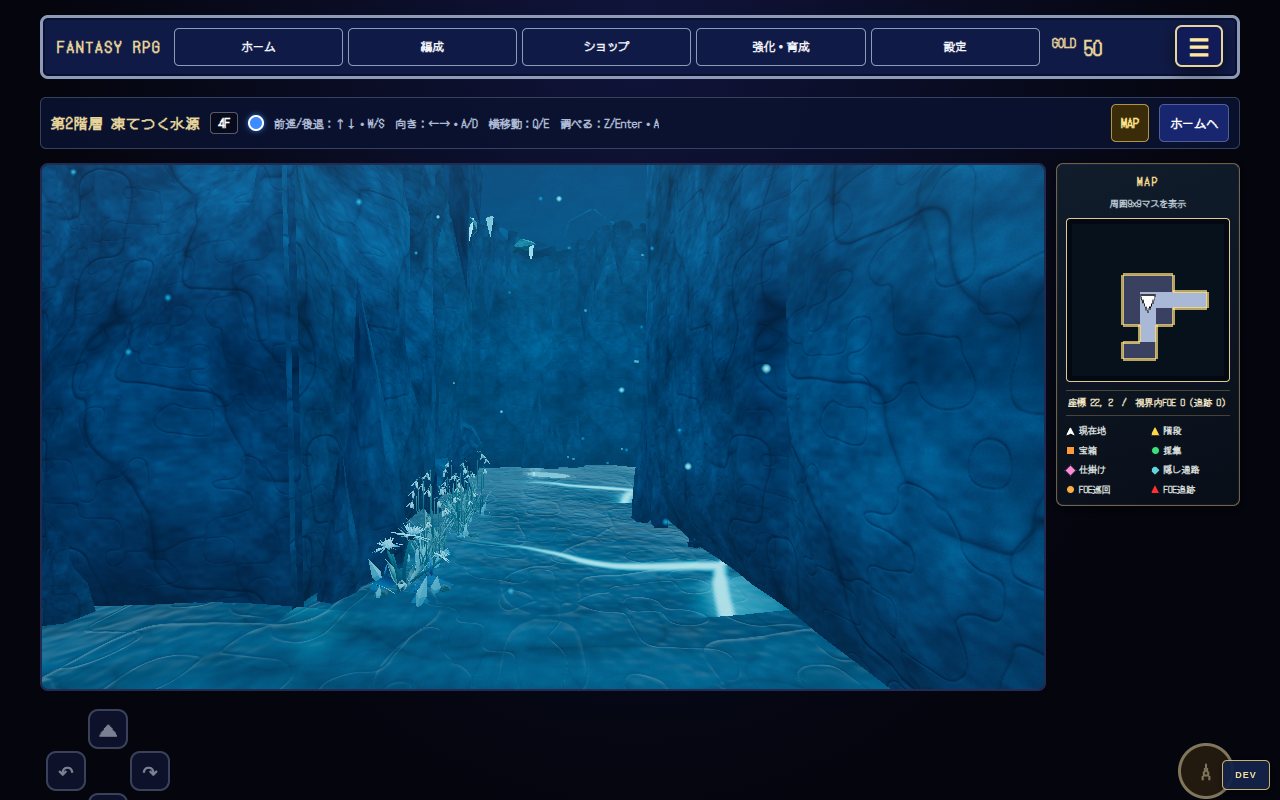 FANTASY RPG
ホーム
編成
ショップ
強化・育成
設定
GOLD 50
第2階層 凍てつく水源
4F
前進/後退：↑↓・W/S 向き：←→・A/D 横移動：Q/E 調べる：Z/Enter・A
MAP
ホームへ
MAP
周囲9x9マスを表示
座標 22, 2 / 視界内FOE 0 (追跡 0)
現在地
階段
宝箱
採集
仕掛け
隠し通路
FOE巡回
FOE追跡
A
DEV